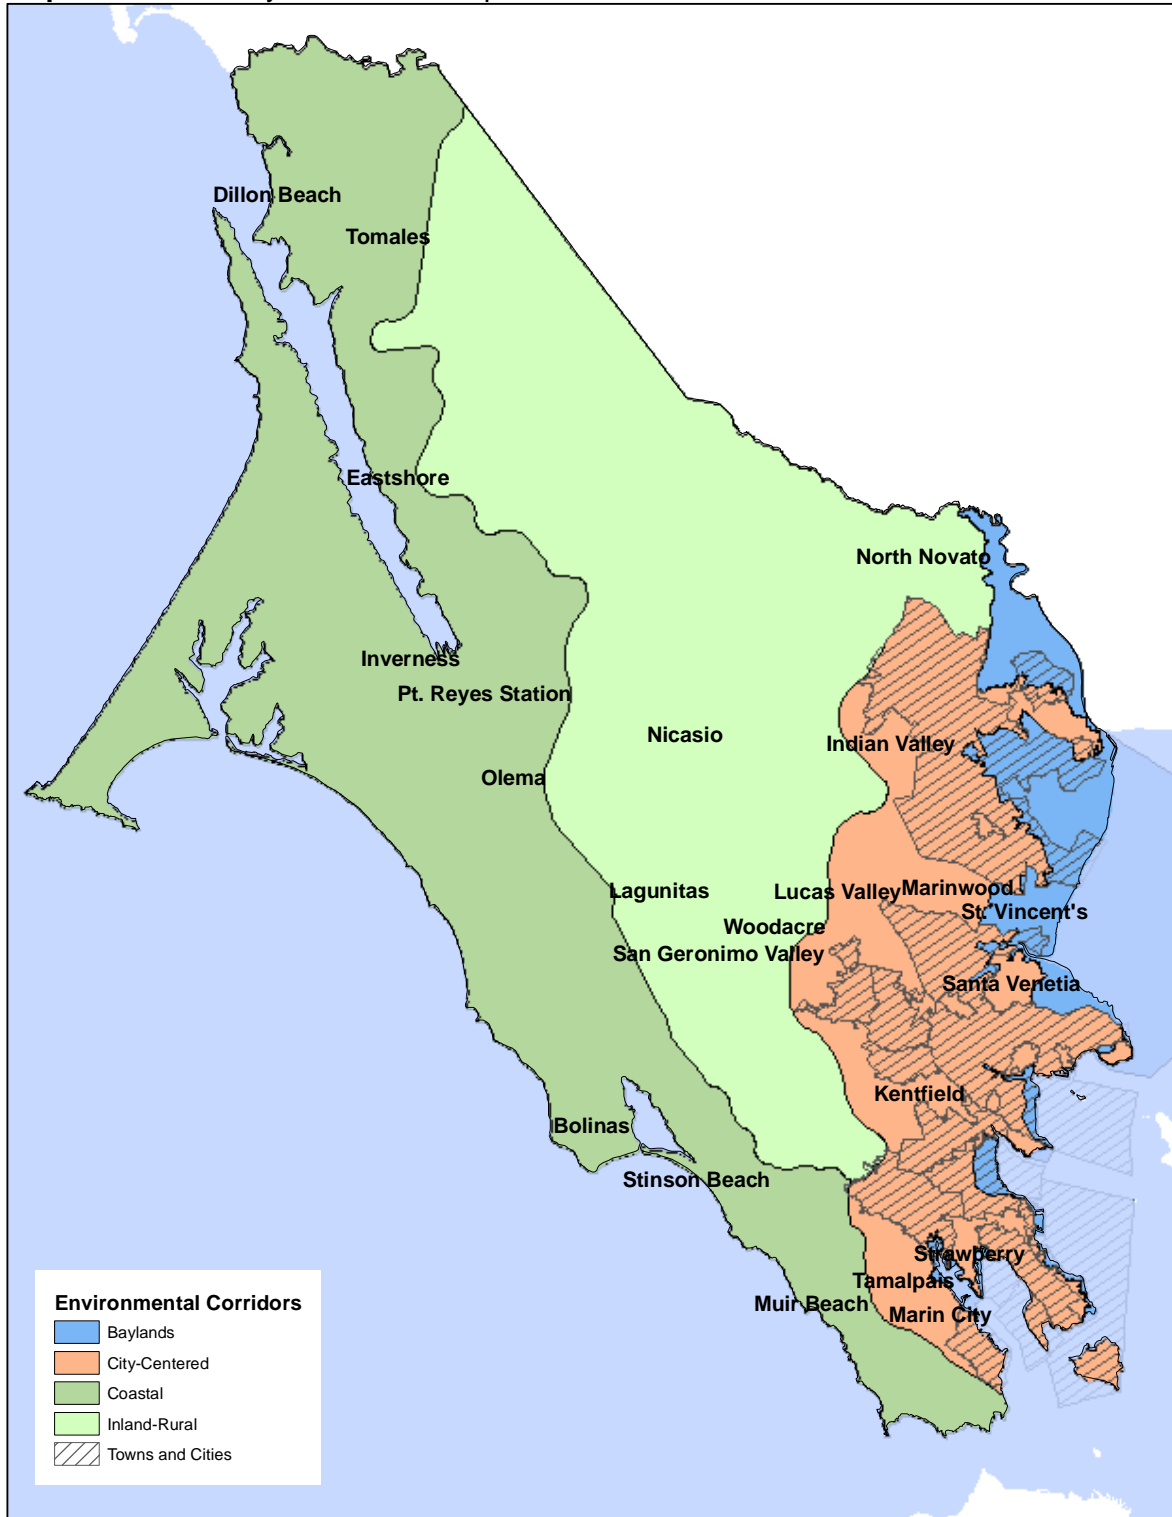 Dillon Beach
Tomales
Eastshore
North Novato
Inverness
Pt. Reyes Station
Nicasio
Indian Valley
Olema
Lagunitas
Lucas Valley
Marinwood
St. Vincent's
Woodacre
San Geronimo Valley
Santa Venetia
Kentfield
Bolinas
Stinson Beach
Strawberry
Tamalpais
Muir Beach
Marin City
Environmental Corridors
Baylands
City-Centered
Coastal
Inland-Rural
Towns and Cities